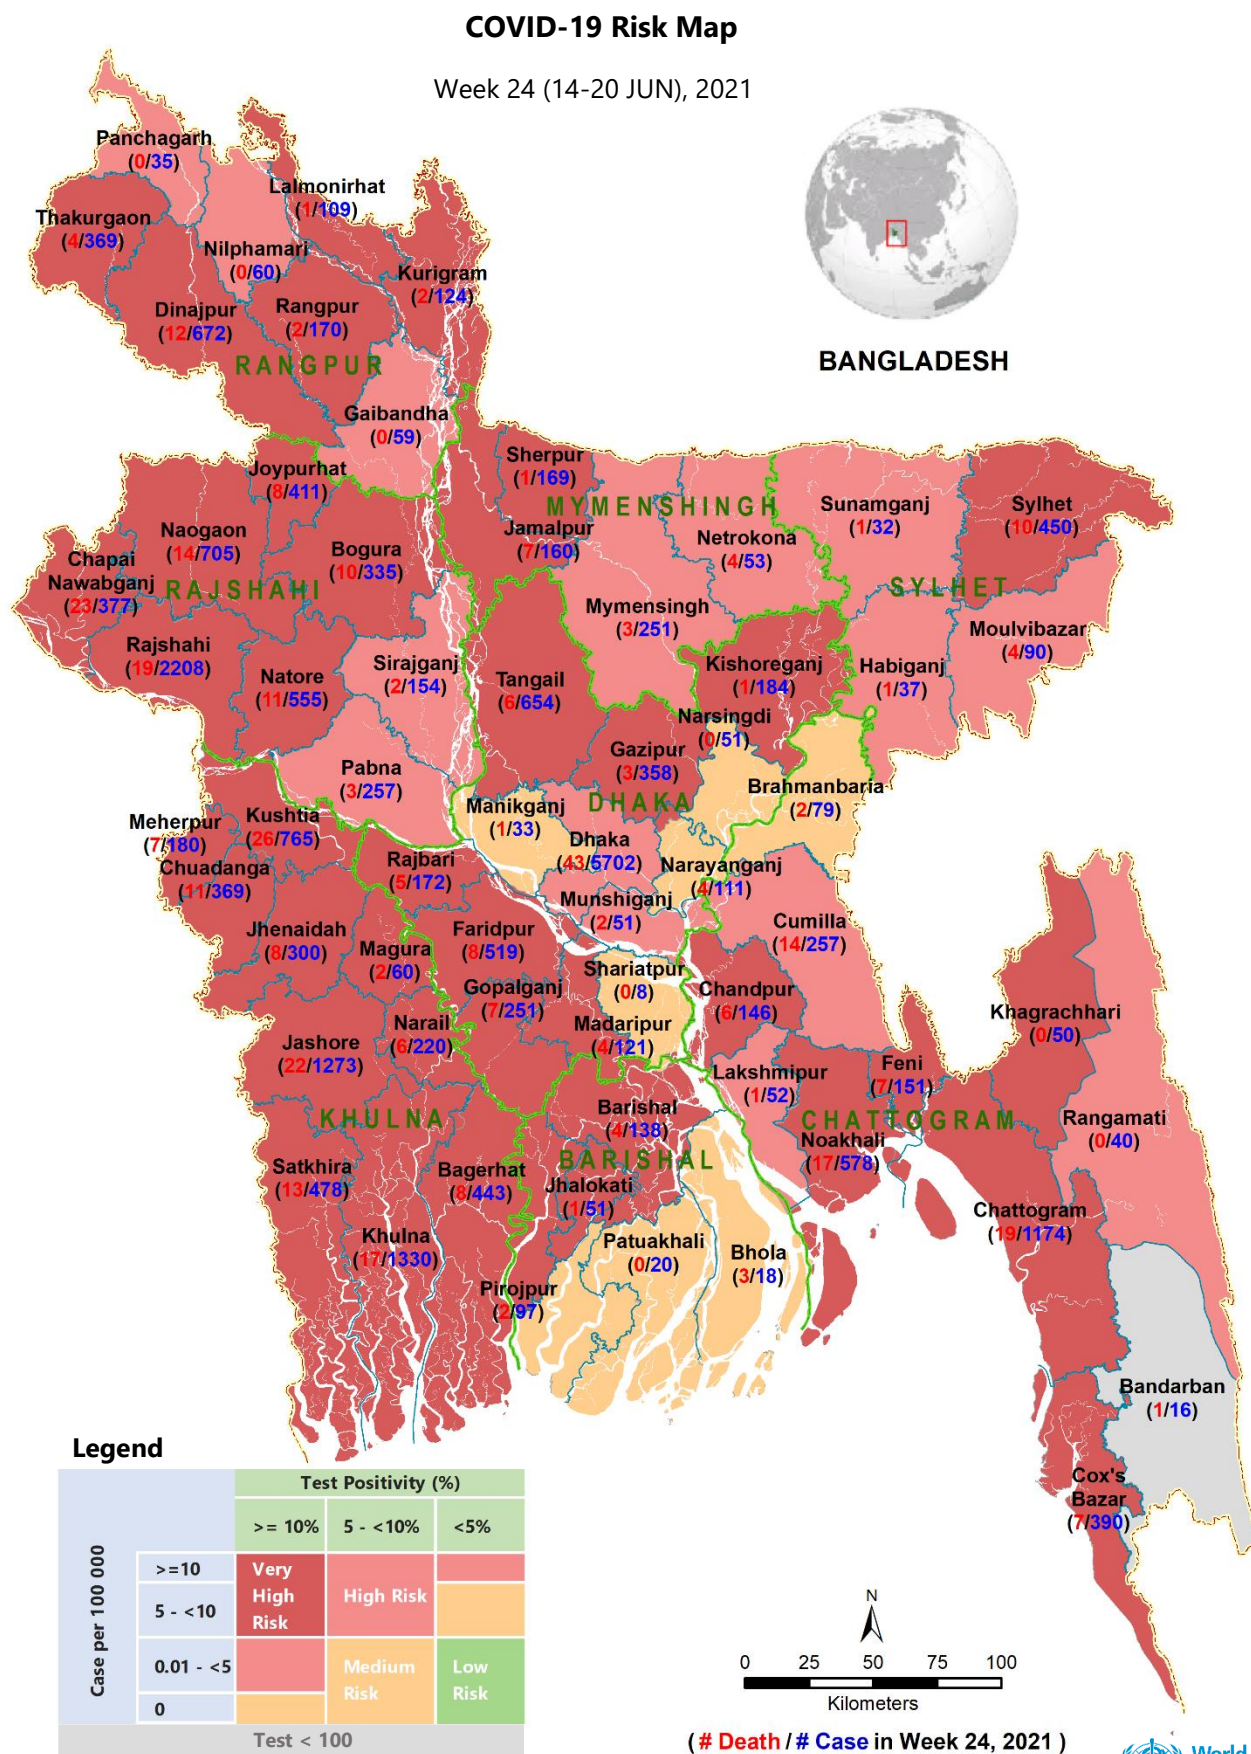 COVID-19 Risk Map
Week 24 (14-20 JUN), 2021
BANGLADESH
Panchagarh
(0/35)
Lalmonirhat
(1/109)
Thakurgaon
(4/369)
Nilphamari
(0/60)
Kurigram
(2/124)
Dinajpur
(12/672)
Rangpur
(2/170)
RANGPUR
Gaibandha
(0/59)
Joypurhat
(8/411)
Sherpur
(1/169)
MYMENSHINGH
Jamalpur
(7/160)
Netrokona
(4/53)
Sunamganj
(1/32)
Sylhet
(10/450)
Naogaon
(14/705)
Bogura
(10/335)
Chapai
Nawabganj
(23/377)
RAJSHAHI
SYLHET
Mymensingh
(3/251)
Moulvibazar
(4/90)
Rajshahi
(19/2208)
Natore
(11/555)
Sirajganj
(2/154)
Tangail
(6/654)
Kishoreganj
(1/184)
Habiganj
(1/37)
Narsingdi
(0/51)
Gazipur
(3/358)
Pabna
(3/257)
DHAKA
Brahmanbaria
(2/79)
Manikganj
(1/33)
Meherpur
(7/180)
Kushtia
(26/765)
Dhaka
(43/5702)
Chuadanga
(11/369)
Rajbari
(5/172)
Narayanganj
(4/111)
Munshiganj
(2/51)
Cumilla
(14/257)
Jhenaidah
(8/300)
Magura
(2/60)
Faridpur
(8/519)
Shariatpur
(0/8)
Gopalganj
(7/251)
Chandpur
(6/146)
Khagrachhari
(0/50)
Jashore
(22/1273)
Narail
(6/220)
Madaripur
(4/121)
Lakshmipur
(1/52)
Feni
(7/151)
KHULNA
Barishal
(4/138)
CHATTOGRAM
Rangamati
(0/40)
Noakhali
(17/578)
BARISHAL
Satkhira
(13/478)
Bagerhat
(8/443)
Jhalokati
(1/51)
Chattogram
(19/1174)
Khulna
(17/1330)
Patuakhali
(0/20)
Bhola
(3/18)
Pirojpur
(2/97)
Bandarban
(1/16)
Cox's
Bazar
(7/390)
Legend
Test Positivity (%)
>= 10% 5 - <10% <5%
Case per 100 000
>=10
5 - <10
0.01 - <5
0
Very
High
Risk
High Risk
Medium
Risk
Low
Risk
Test < 100
N
0 25 50 75 100
Kilometers
( # Death / # Case in Week 24, 2021 )
World